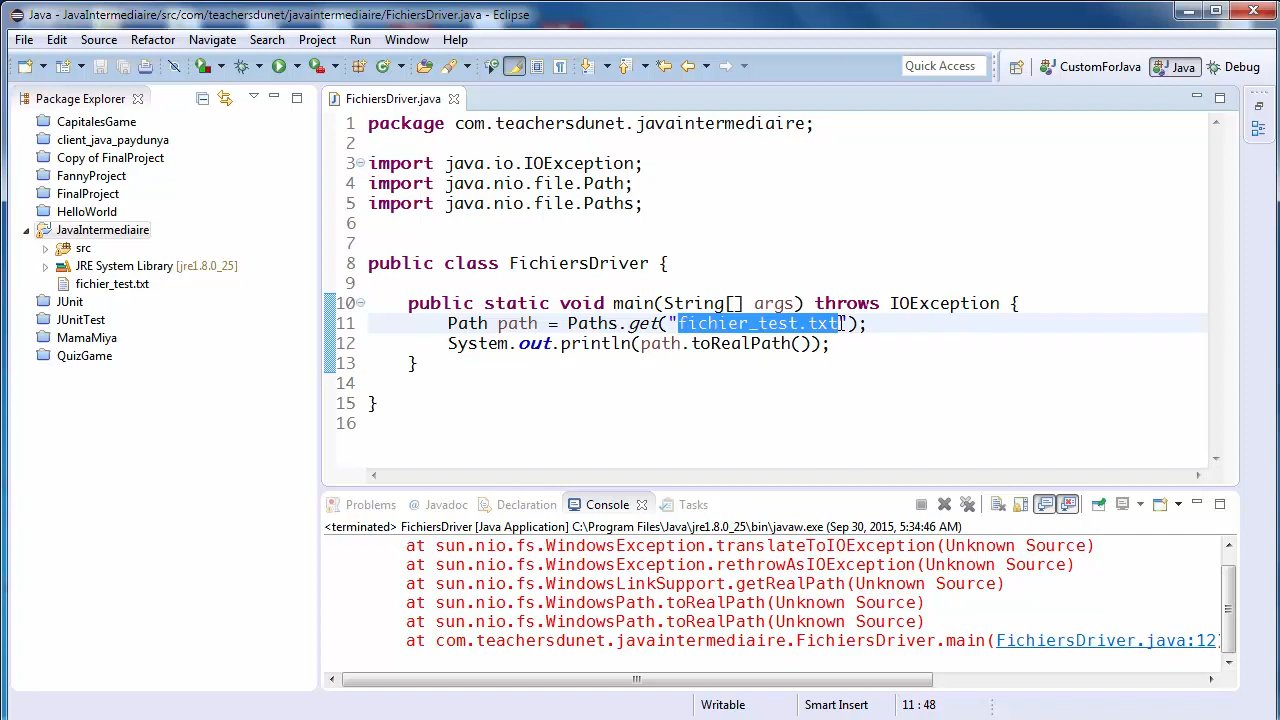 Java - JavaIntermediaire/src/com/teachersdunet/javaintermediaire/FichiersDriver.java - Eclipse
File Edit Source Refactor Navigate Search Project Run Window Help
Quick Access CustomForJava Java Debug
Package Explorer
CapitalesGame
client_java_paydunya
Copy of FinalProject
FannyProject
FinalProject
HelloWorld
JavaIntermediaire
src
JRE System Library [jre1.8.0_25]
fichier_test.txt
JUnit
JUnitTest
MamaMiya
QuizGame
FichiersDriver.java
1 package com.teachersdunet.javaintermediaire;
2
3 import java.io.IOException;
4 import java.nio.file.Path;
5 import java.nio.file.Paths;
6
7
8 public class FichiersDriver {
9
10 public static void main(String[] args) throws IOException {
11 Path path = Paths.get("fichier_test.txt");
12 System.out.println(path.toRealPath());
13 }
14
15 }
16
Problems @ Javadoc Declaration Console Tasks
<terminated> FichiersDriver [Java Application] C:\Program Files\Java\jre1.8.0_25\bin\javaw.exe (Sep 30, 2015, 5:34:46 AM)
at sun.nio.fs.WindowsException.translateToIOException(Unknown Source)
at sun.nio.fs.WindowsException.rethrowAsIOException(Unknown Source)
at sun.nio.fs.WindowsLinkSupport.getRealPath(Unknown Source)
at sun.nio.fs.WindowsPath.toRealPath(Unknown Source)
at sun.nio.fs.WindowsPath.toRealPath(Unknown Source)
at com.teachersdunet.javaintermediaire.FichiersDriver.main(FichiersDriver.java:12
Writable Smart Insert 11 : 48